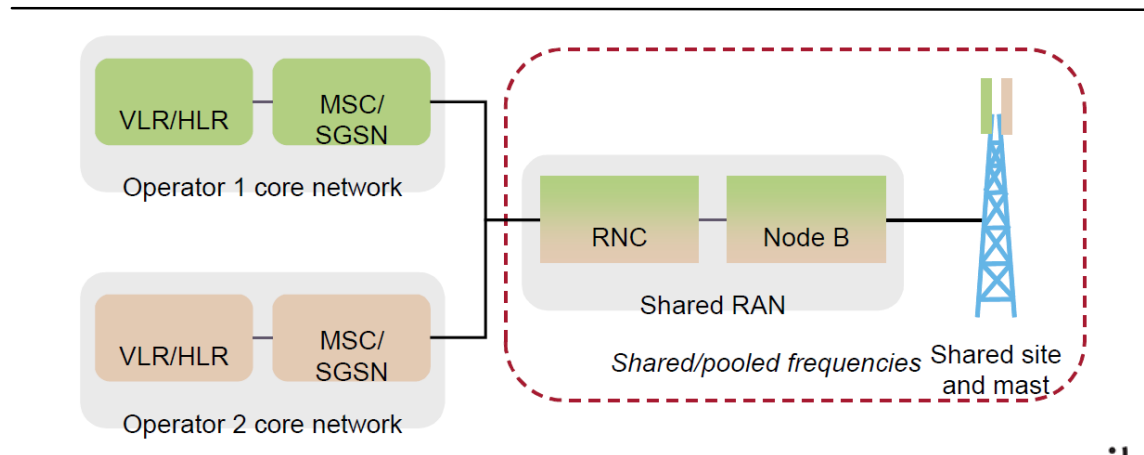 VLR/HLR
MSC/
SGSN
Operator 1 core network
VLR/HLR
MSC/
SGSN
Operator 2 core network
RNC
Node B
Shared RAN
Shared/pooled frequencies
Shared site
and mast